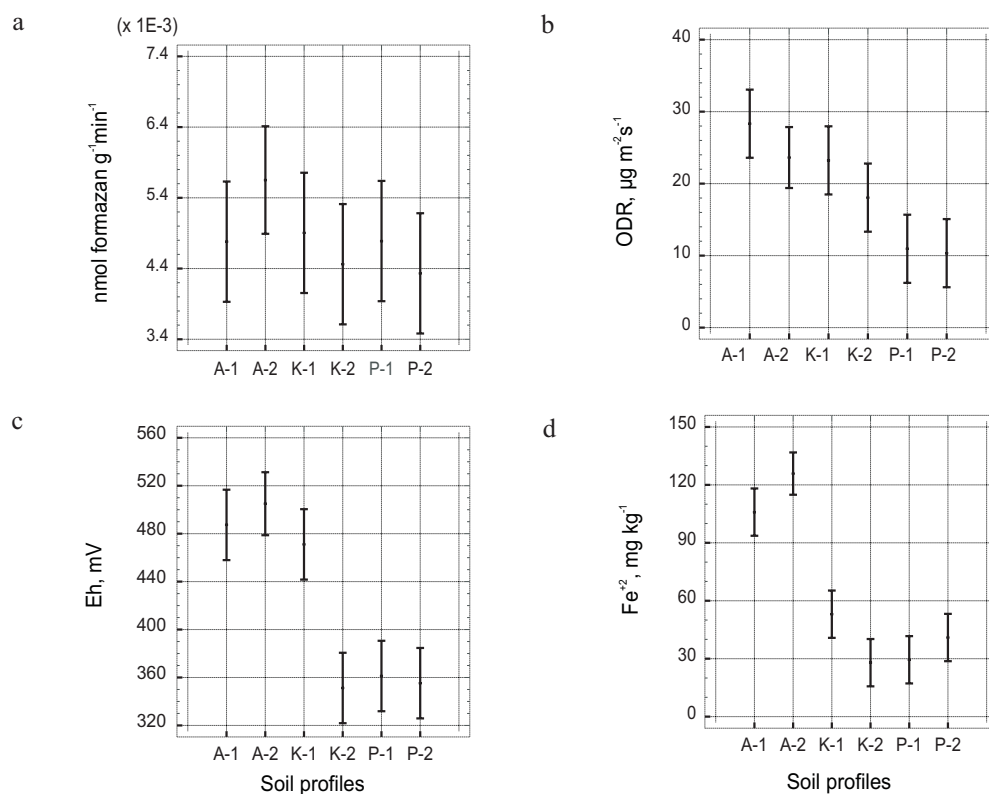 a
(x 1E-3)
nmol formazan g⁻¹min⁻¹
7.4
6.4
5.4
4.4
3.4
A-1 A-2 K-1 K-2 P-1 P-2
b
ODR, µg m⁻²s⁻¹
40
30
20
10
0
A-1 A-2 K-1 K-2 P-1 P-2
c
Eh, mV
560
520
480
440
400
360
320
A-1 A-2 K-1 K-2 P-1 P-2
Soil profiles
d
Fe⁺², mg kg⁻¹
150
120
90
60
30
0
A-1 A-2 K-1 K-2 P-1 P-2
Soil profiles